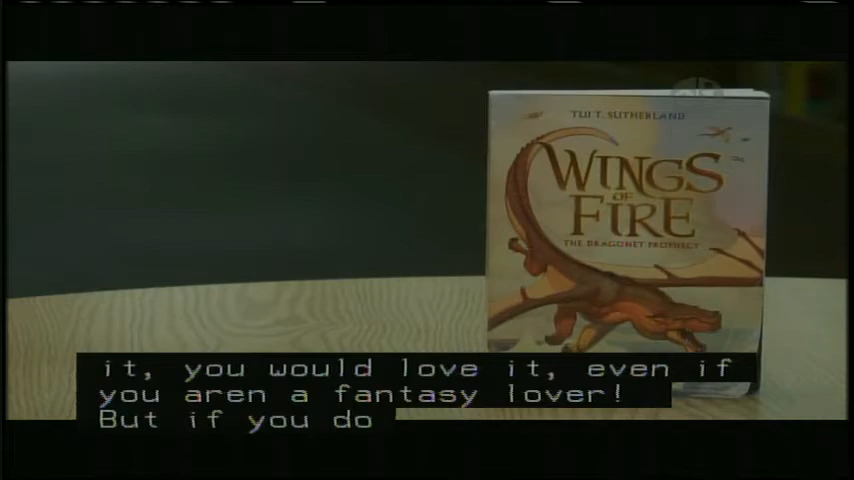 TUI T. SUTHERLAND
WINGS
OF
FIRE
THE DRAGONET PROPHECY
it, you would love it, even if
you aren a fantasy lover!
But if you do